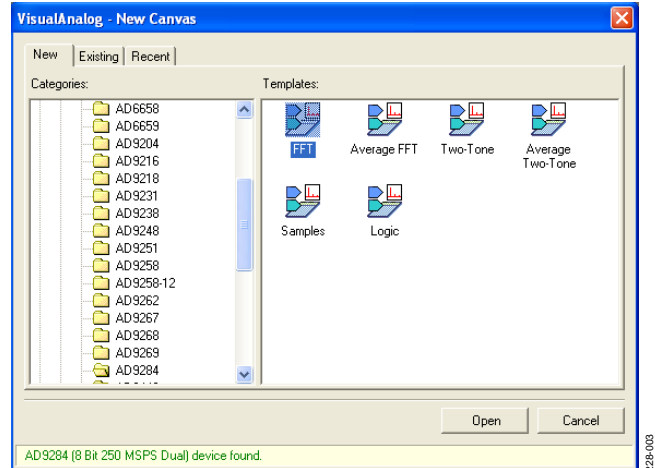 VisualAnalog - New Canvas
New
Existing
Recent
Categories:
AD6658
AD6659
AD9204
AD9216
AD9218
AD9231
AD9238
AD9248
AD9251
AD9258
AD9258-12
AD9262
AD9267
AD9268
AD9269
AD9284
Templates:
FFT
Average FFT
Two-Tone
Average
Two-Tone
Samples
Logic
Open
Cancel
AD9284 (8 Bit 250 MSPS Dual) device found.